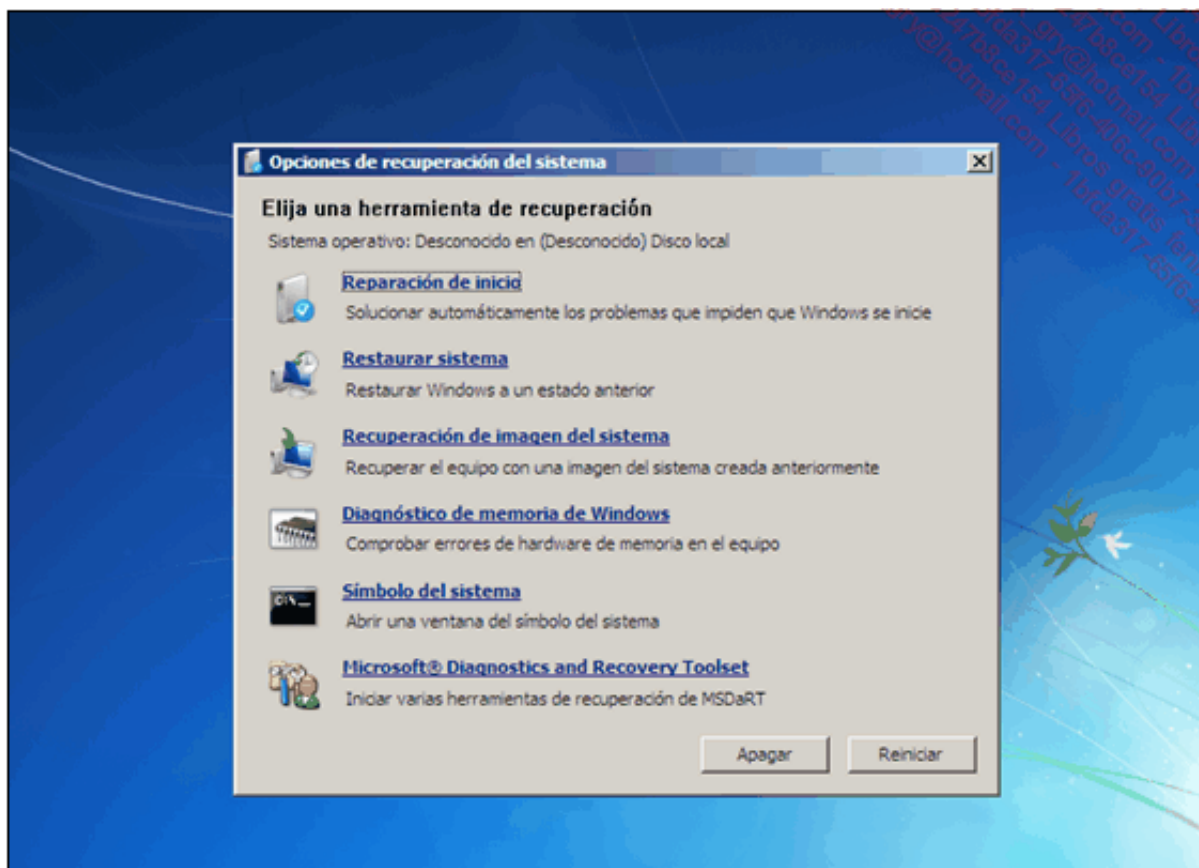 Opciones de recuperación del sistema
Elija una herramienta de recuperación
Sistema operativo: Desconocido en (Desconocido) Disco local
Reparación de inicio
Solucionar automáticamente los problemas que impiden que Windows se inicie
Restaurar sistema
Restaurar Windows a un estado anterior
Recuperación de imagen del sistema
Recuperar el equipo con una imagen del sistema creada anteriormente
Diagnóstico de memoria de Windows
Comprobar errores de hardware de memoria en el equipo
Símbolo del sistema
Abrir una ventana del símbolo del sistema
Microsoft® Diagnostics and Recovery Toolset
Iniciar varias herramientas de recuperación de MSDaRT
Apagar
Reiniciar